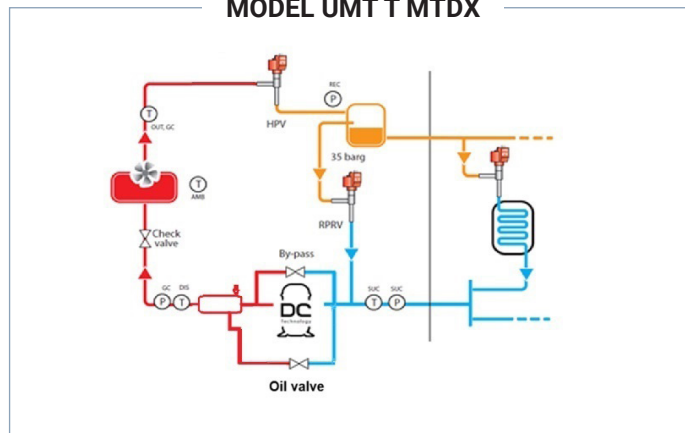 MODEL UMT T MTDX
REC
P
HPV
T
OUT, GC
35 barg
T
AMB
RPRV
Check
valve
By-pass
GC DIS
P T
SUC SUC
T P
DC
Technology
Oil valve